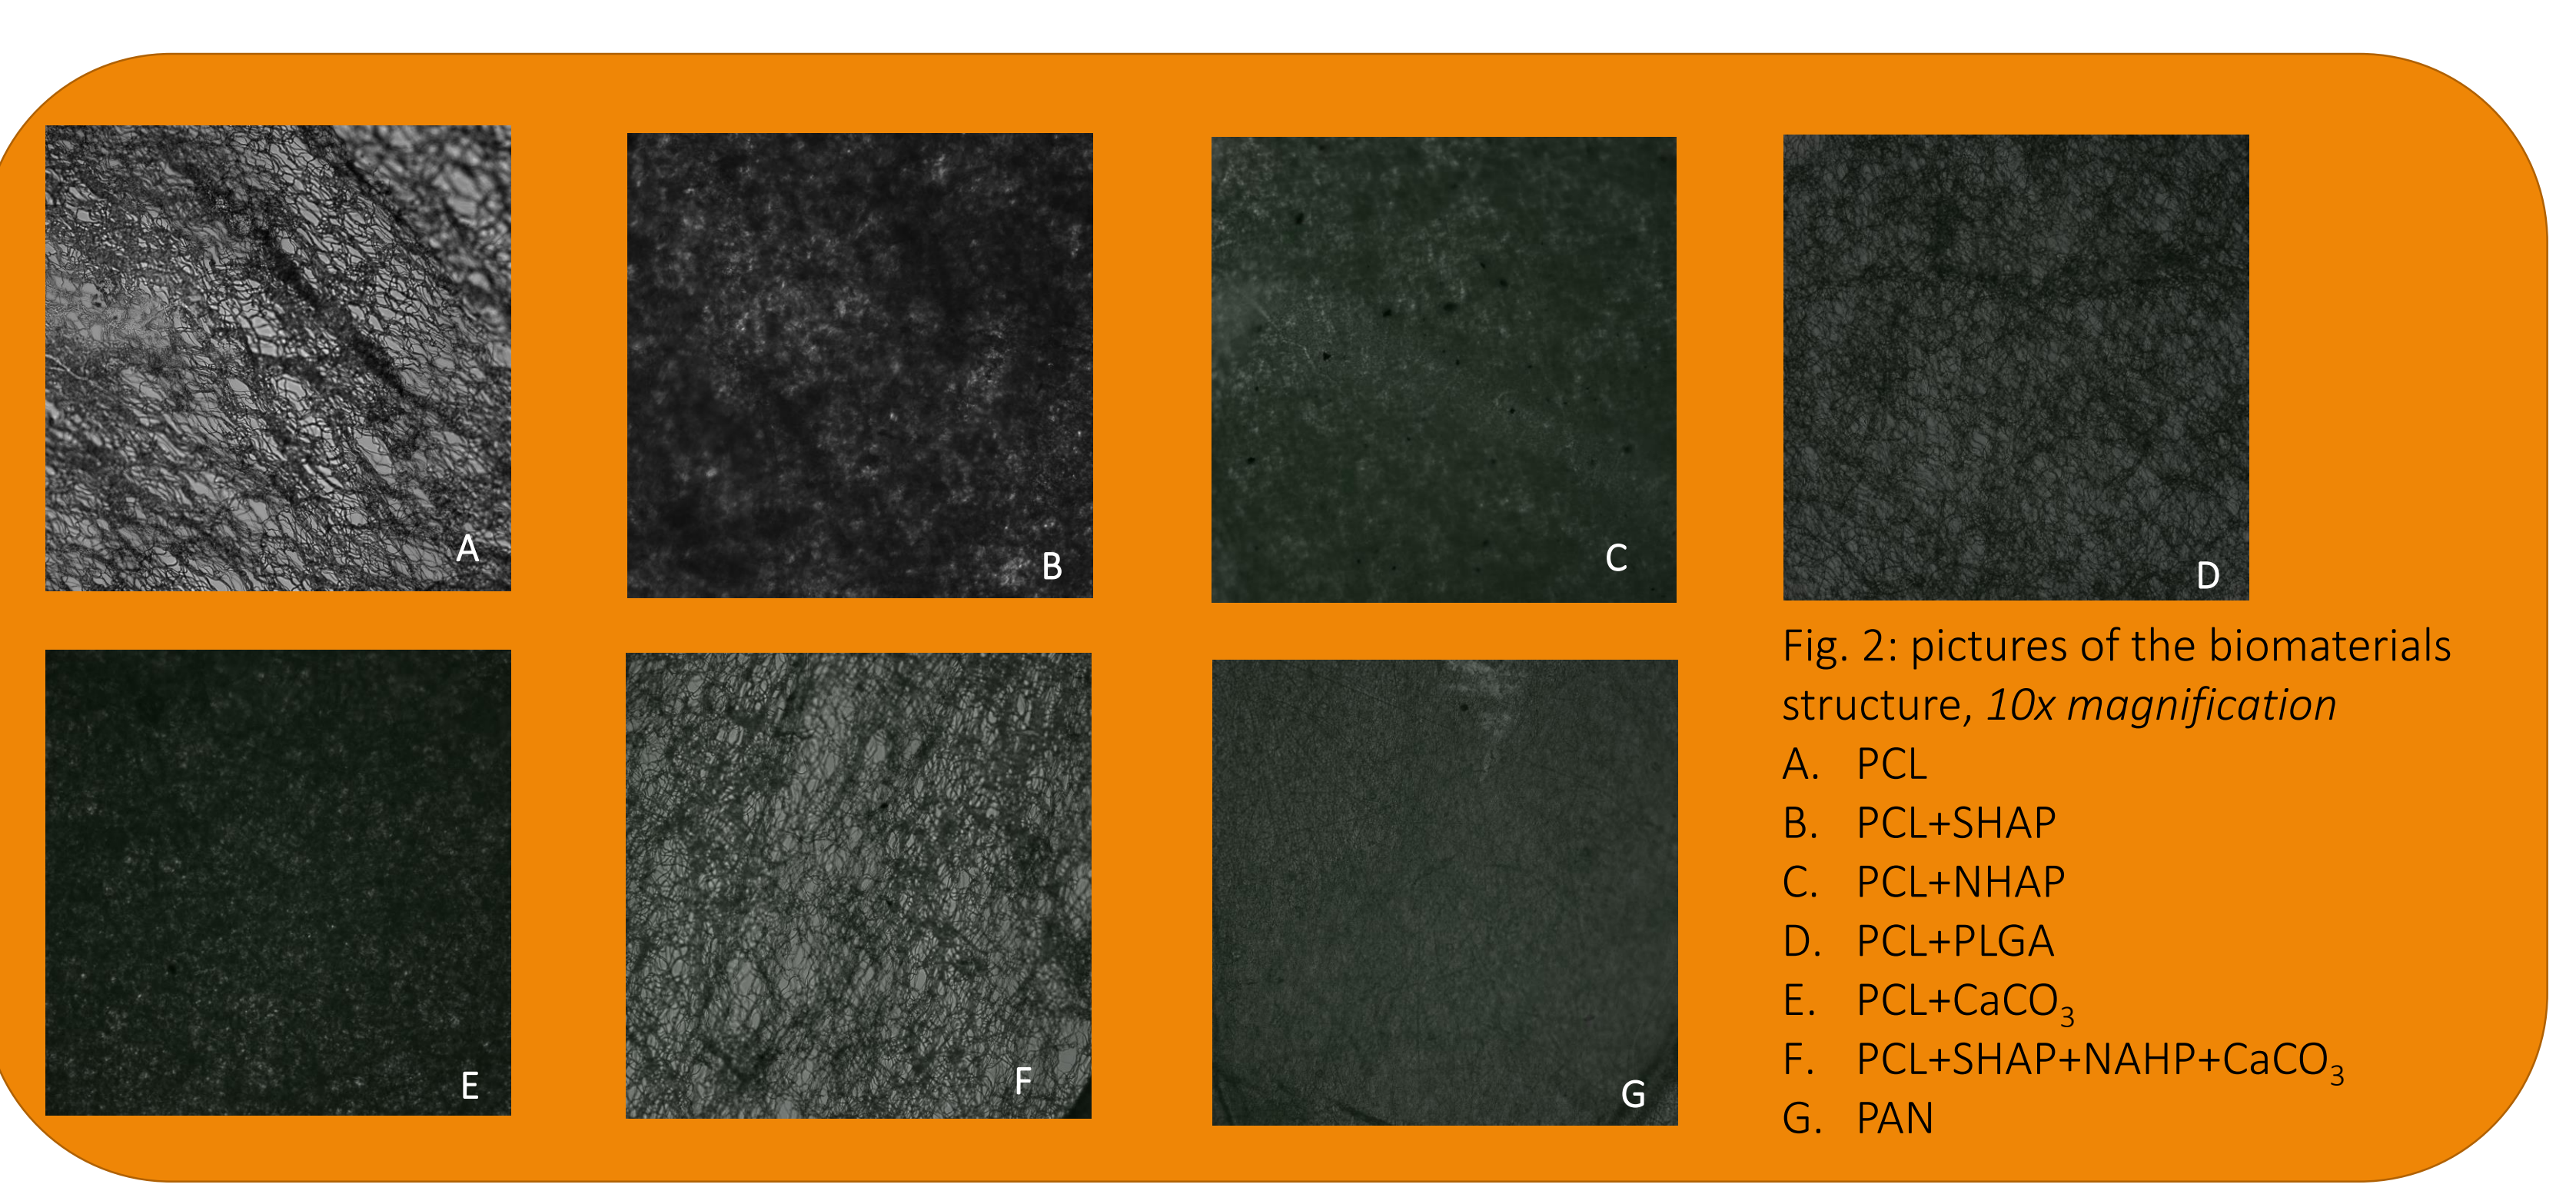 A
B
C
D
E
F
G
Fig. 2: pictures of the biomaterials
structure, 10x magnification
A. PCL
B. PCL+SHAP
C. PCL+NHAP
D. PCL+PLGA
E. PCL+CaCO₃
F. PCL+SHAP+NAHP+CaCO₃
G. PAN